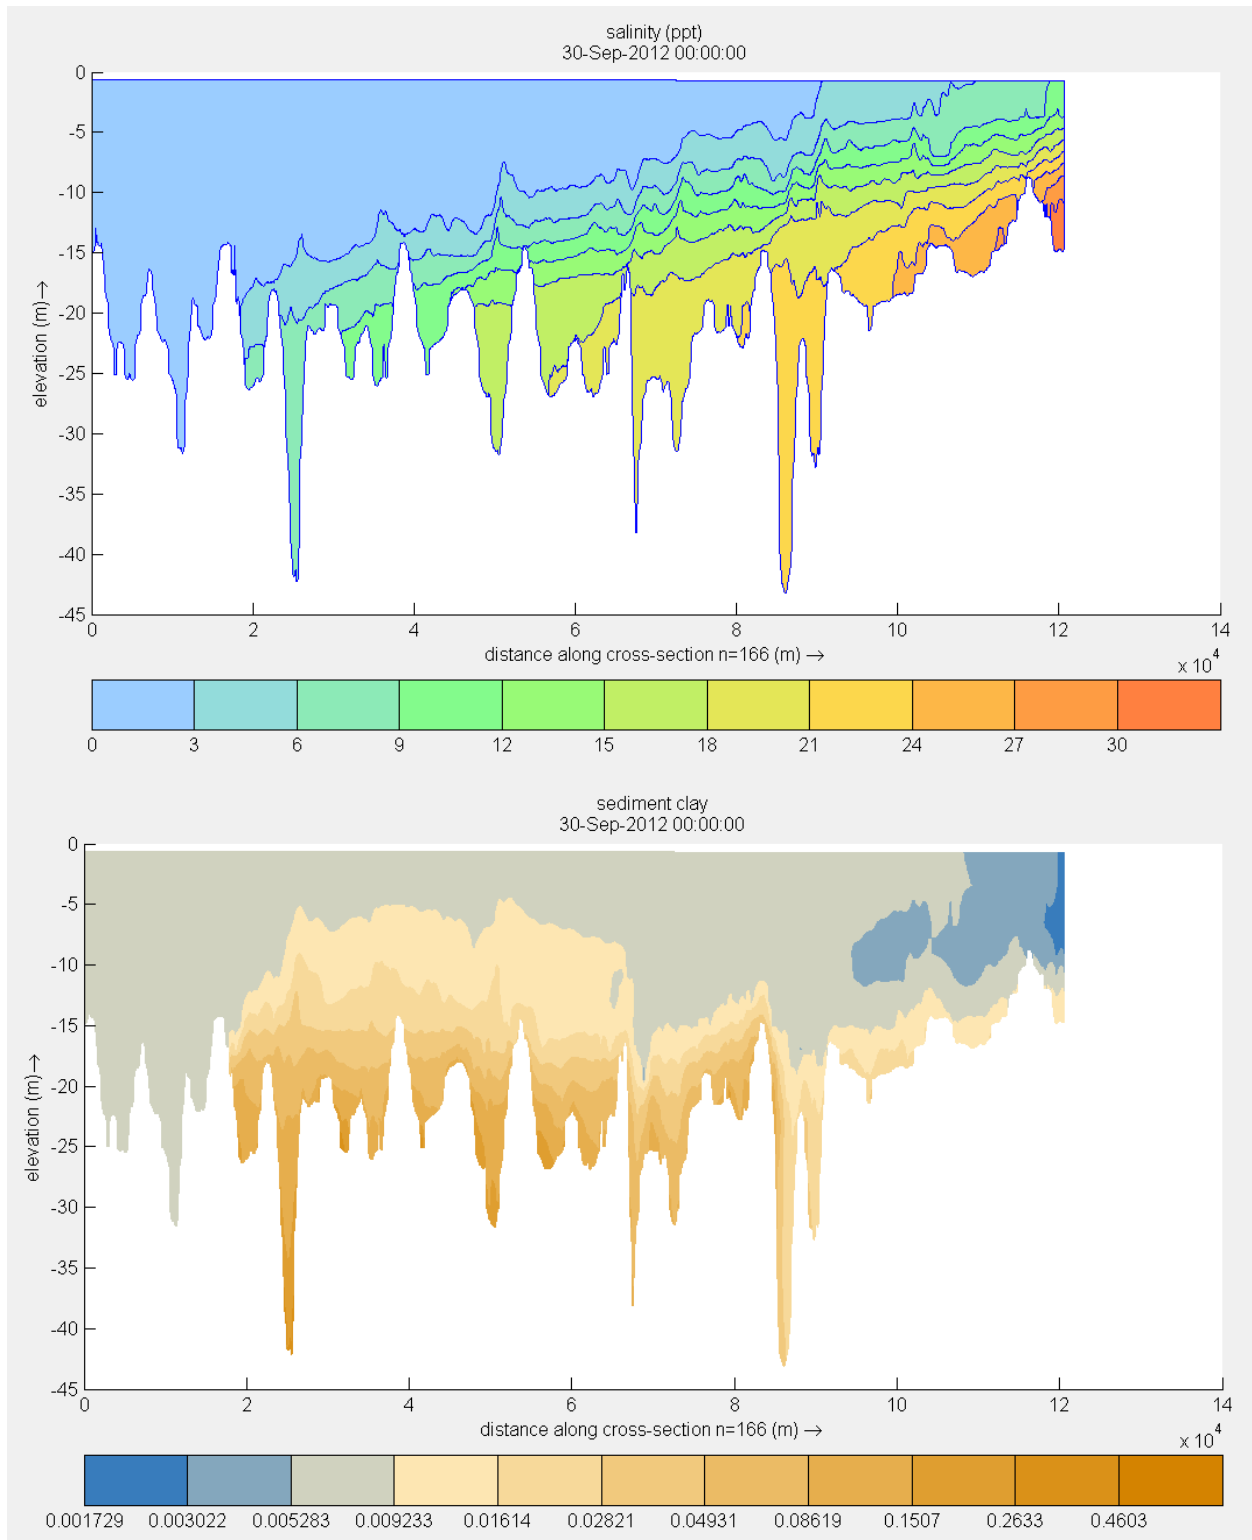 salinity (ppt)
30-Sep-2012 00:00:00
0
-5
-10
-15
-20
-25
-30
-35
-40
-45
elevation (m)→
0 2 4 6 8 10 12 14
distance along cross-section n=166 (m) →
x 10^4
0 3 6 9 12 15 18 21 24 27 30
sediment clay
30-Sep-2012 00:00:00
0
-5
-10
-15
-20
-25
-30
-35
-40
-45
elevation (m)→
0 2 4 6 8 10 12 14
distance along cross-section n=166 (m) →
x 10^4
0.001729 0.003022 0.005283 0.009233 0.01614 0.02821 0.04931 0.08619 0.1507 0.2633 0.4603